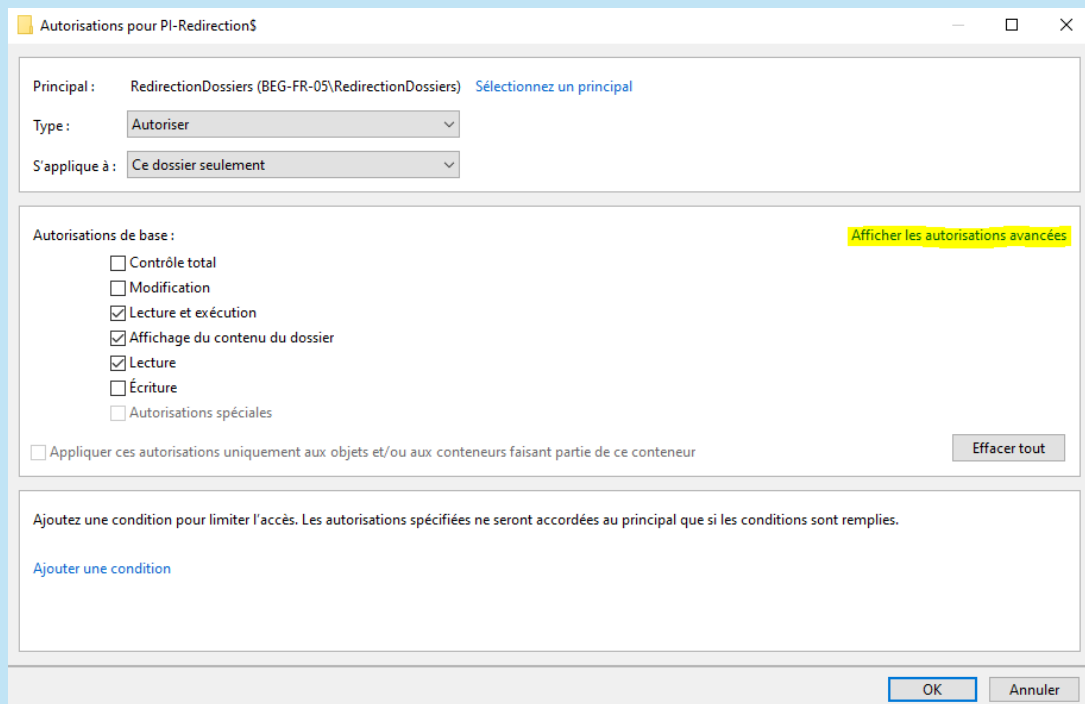 Autorisations pour PI-Redirection$
Principal : RedirectionDossiers (BEG-FR-05\RedirectionDossiers) Sélectionnez un principal
Type : Autoriser
S'applique à : Ce dossier seulement
Autorisations de base : Afficher les autorisations avancées
Contrôle total
Modification
Lecture et exécution
Affichage du contenu du dossier
Lecture
Écriture
Autorisations spéciales
Appliquer ces autorisations uniquement aux objets et/ou aux conteneurs faisant partie de ce conteneur Effacer tout
Ajoutez une condition pour limiter l'accès. Les autorisations spécifiées ne seront accordées au principal que si les conditions sont remplies.
Ajouter une condition
OK Annuler